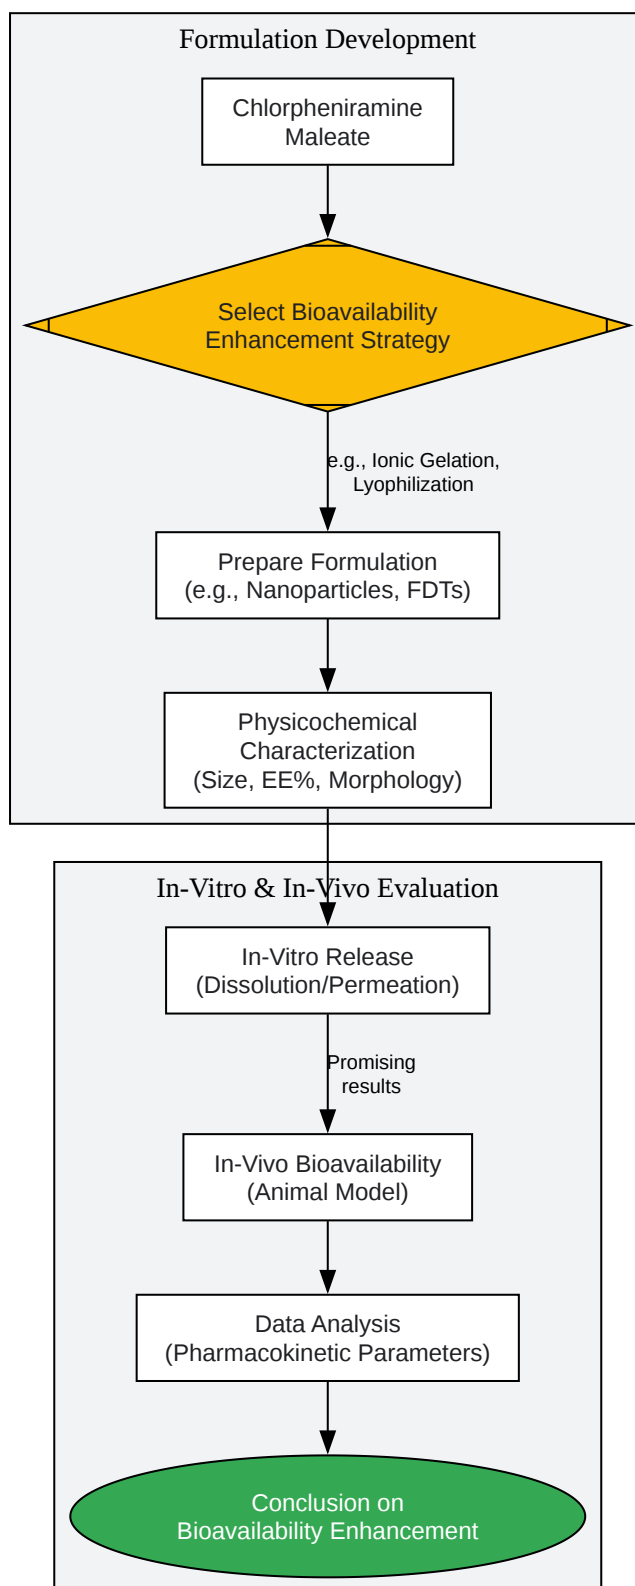 Formulation Development
Chlorpheniramine
Maleate
Select Bioavailability
Enhancement Strategy
e.g., Ionic Gelation,
Lyophilization
Prepare Formulation
(e.g., Nanoparticles, FDTs)
Physicochemical
Characterization
(Size, EE%, Morphology)
In-Vitro & In-Vivo Evaluation
In-Vitro Release
(Dissolution/Permeation)
Promising
results
In-Vivo Bioavailability
(Animal Model)
Data Analysis
(Pharmacokinetic Parameters)
Conclusion on
Bioavailability Enhancement